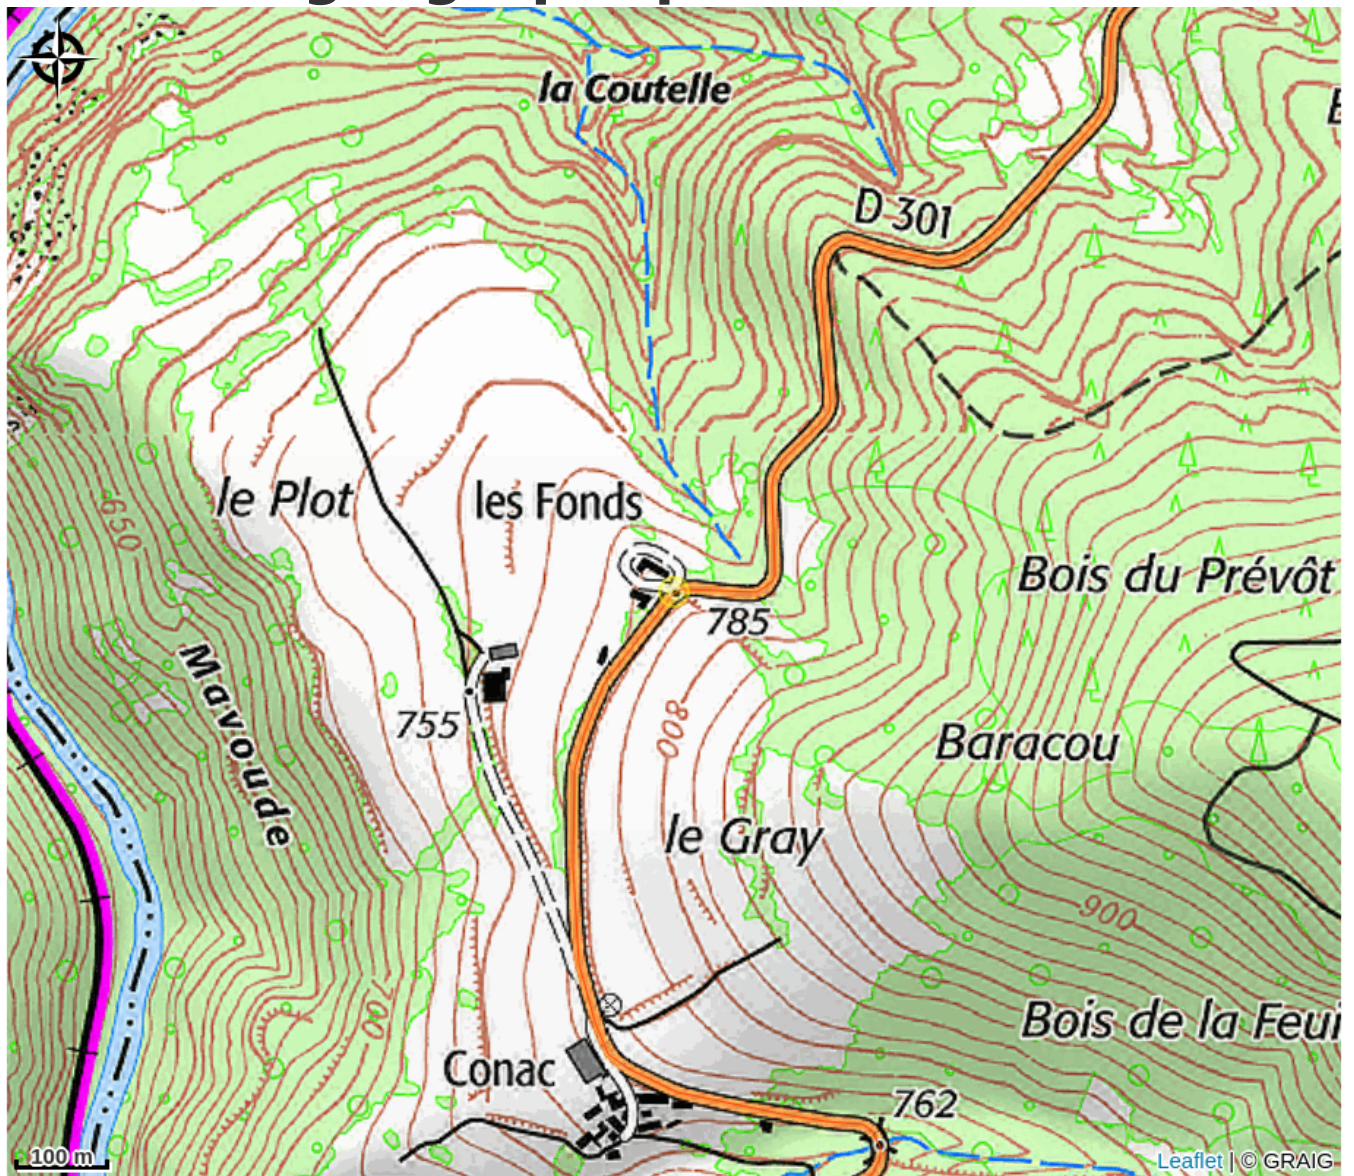 la Coutelle
D 301
650
le Plot
les Fonds
Bois du Prévôt
785
Mavoude
755
800
Baracou
le Gray
900
700
Bois de la Feui
Conac
762
100 m
Leaflet | © GRAIG